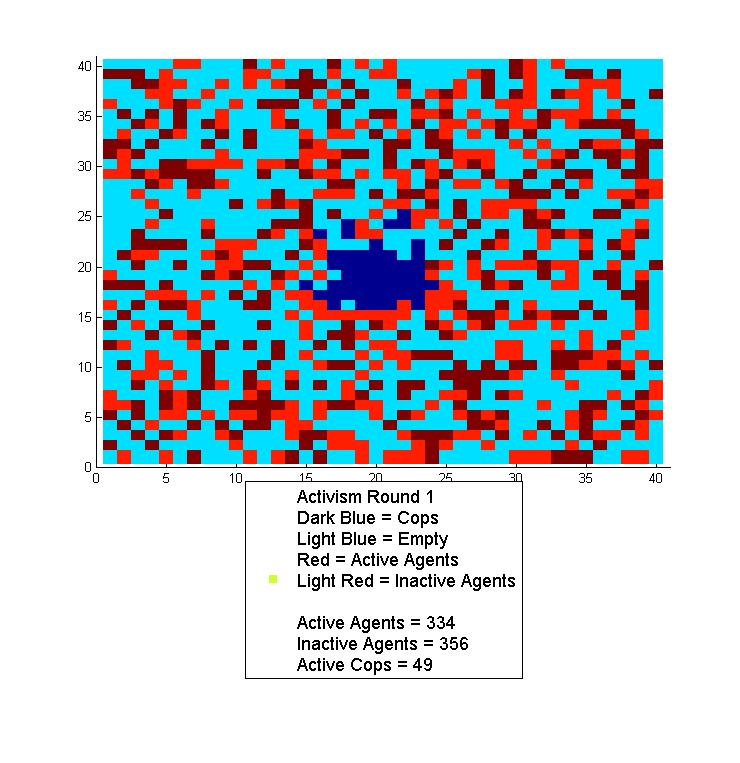 40
35
30
25
20
15
10
5
0
0 5 10 15 20 25 30 35 40
Activism Round 1
Dark Blue = Cops
Light Blue = Empty
Red = Active Agents
Light Red = Inactive Agents
Active Agents = 334
Inactive Agents = 356
Active Cops = 49